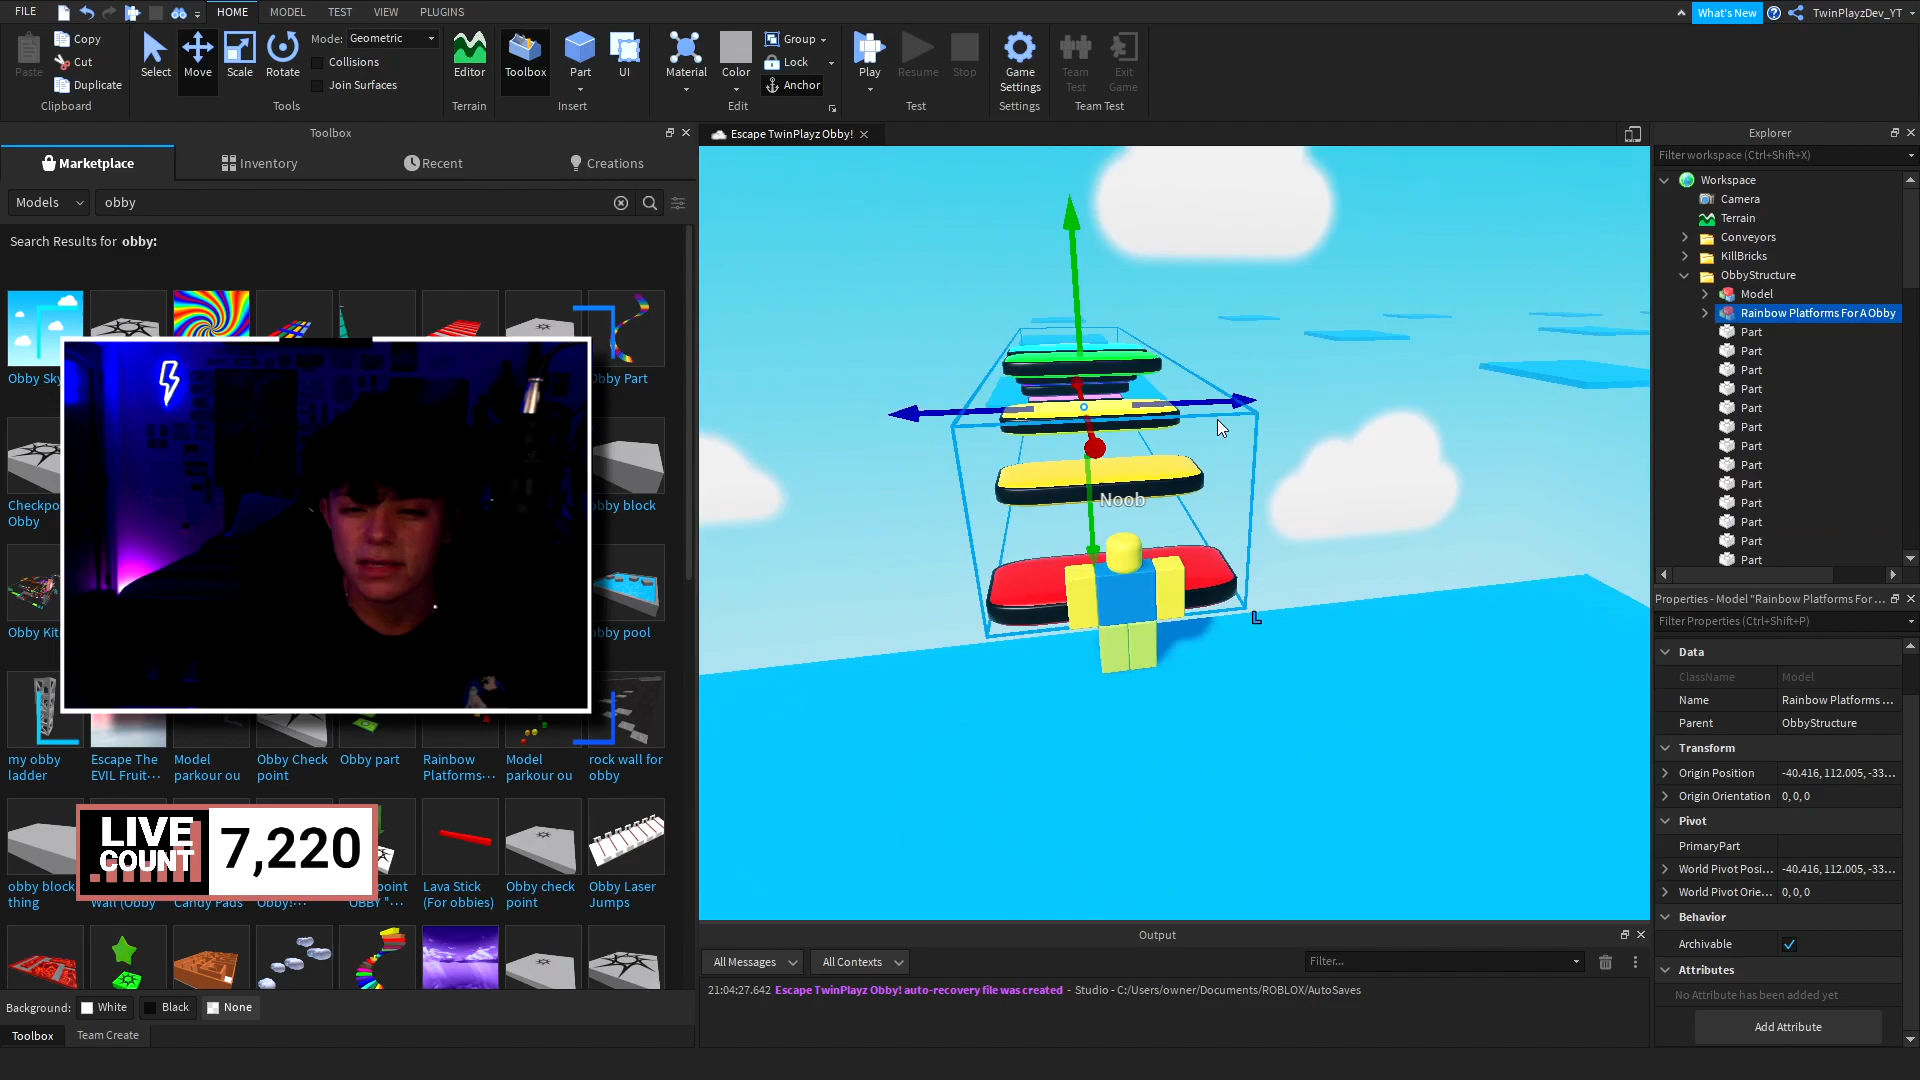 FILE
HOME
MODEL
TEST
VIEW
PLUGINS
What's New
TwinPlayzDev_YT
Paste
Copy
Cut
Duplicate
Clipboard
Select
Move
Scale
Rotate
Mode: Geometric
Collisions
Join Surfaces
Tools
Editor
Terrain
Toolbox
Part
UI
Insert
Material
Color
Group
Lock
Anchor
Edit
Play
Resume
Stop
Test
Game
Settings
Settings
Team
Test
Exit
Game
Team Test
Toolbox
Marketplace
Inventory
Recent
Creations
Models
obby
Search Results for obby:
Obby Sky
Obby Part
Checkpo
Obby
obby block
Obby Kit
obby pool
my obby
ladder
Escape The
EVIL Fruit...
Model
parkour ou
Obby Check
point
Obby part
Rainbow
Platforms...
Model
parkour ou
rock wall for
obby
LIVE
COUNT
7,220
obby block
thing
Wall (Obby
Candy Pads
Obby!...
point
OBBY "...
Lava Stick
(For obbies)
Obby check
point
Obby Laser
Jumps
Background:
White
Black
None
Toolbox
Team Create
Escape TwinPlayz Obby!
Noob
Output
All Messages
All Contexts
Filter...
21:04:27.642 Escape TwinPlayz Obby! auto-recovery file was created - Studio - C:/Users/owner/Documents/ROBLOX/AutoSaves
Explorer
Filter workspace (Ctrl+Shift+X)
Workspace
Camera
Terrain
Conveyors
KillBricks
ObbyStructure
Model
Rainbow Platforms For A Obby
Part
Part
Part
Part
Part
Part
Part
Part
Part
Part
Part
Part
Part
Properties - Model "Rainbow Platforms For ...
Filter Properties (Ctrl+Shift+P)
Data
ClassName Model
Name Rainbow Platforms ...
Parent ObbyStructure
Transform
Origin Position -40.416, 112.005, -33...
Origin Orientation 0, 0, 0
Pivot
PrimaryPart
World Pivot Posi... -40.416, 112.005, -33...
World Pivot Orie... 0, 0, 0
Behavior
Archivable
Attributes
No Attribute has been added yet
Add Attribute